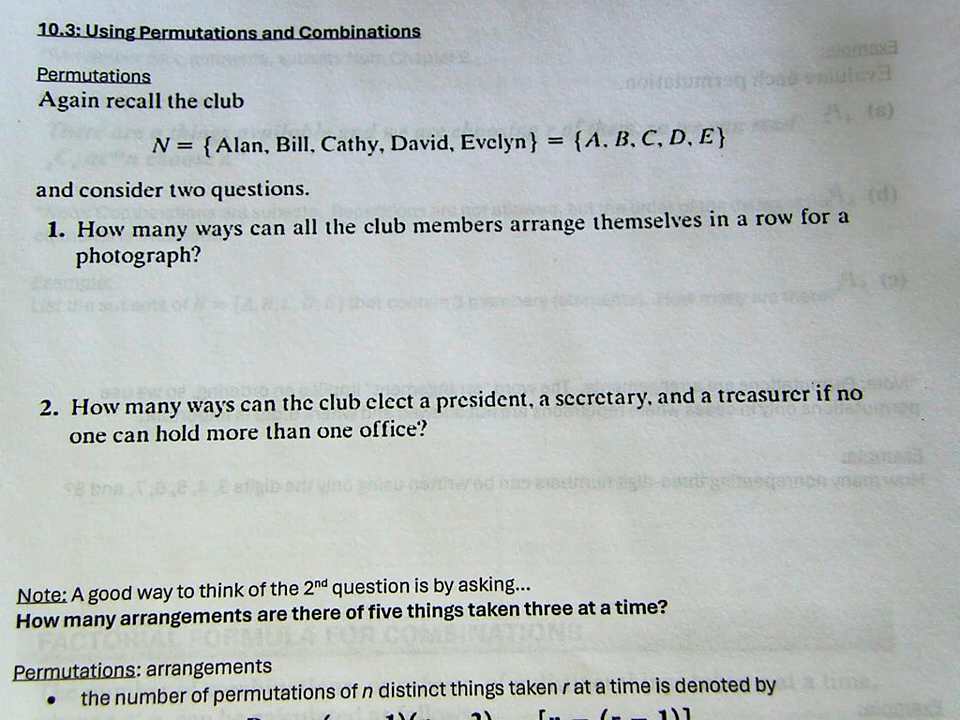 10.3: Using Permutations and Combinations
Permutations
Again recall the club
N = {Alan, Bill, Cathy, David, Evelyn} = {A, B, C, D, E}
and consider two questions.
1. How many ways can all the club members arrange themselves in a row for a
photograph?
2. How many ways can the club elect a president, a secretary, and a treasurer if no
one can hold more than one office?
Note: A good way to think of the 2nd question is by asking...
How many arrangements are there of five things taken three at a time?
FACTORIAL FORMULA FOR COMBINATIONS
Permutations: arrangements
• the number of permutations of n distinct things taken r at a time is denoted by